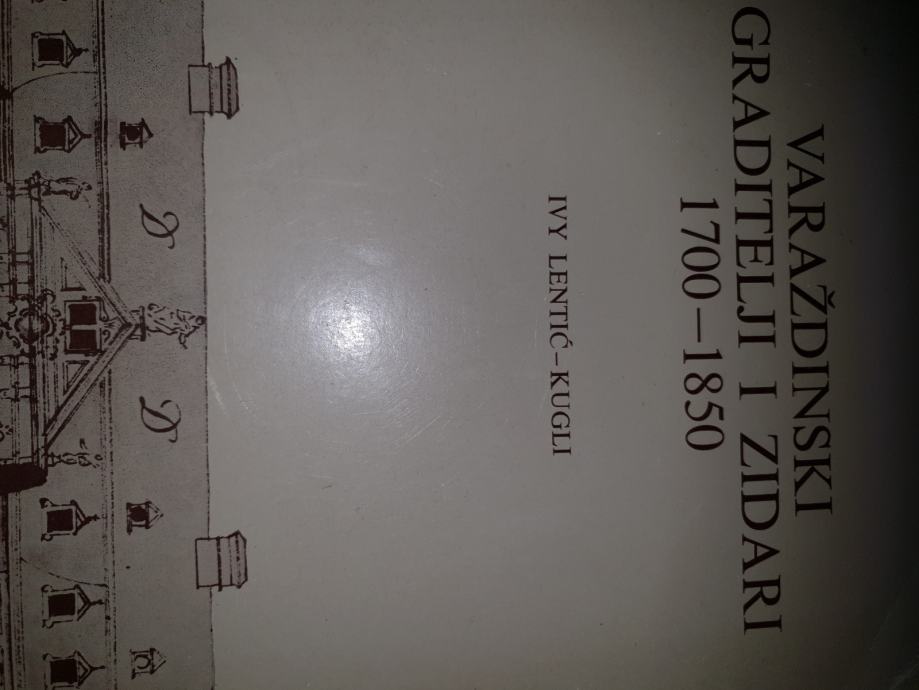 VARAŽDINSKI
GRADITELJI I ZIDARI
1700–1850
IVY LENTIĆ–KUGLI
D D